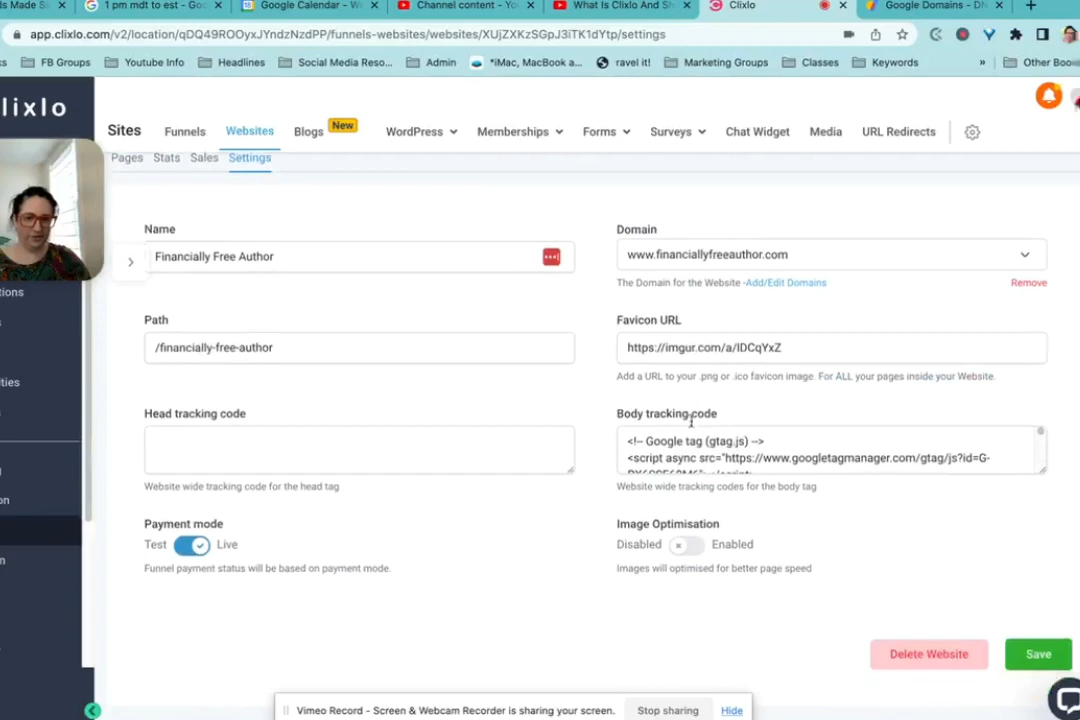 ds Made S
1 pm mdt to est - Goo
Google Calendar - W
Channel content - Yo
What Is Clixlo And Sh
Clixlo
Google Domains - DN
app.clixlo.com/v2/location/qDQ49ROOyxJYndzNzdPP/funnels-websites/websites/XUjZXKzSGpJ3iTK1dYtp/settings
ks
FB Groups
Youtube Info
Headlines
Social Media Reso...
Admin
*iMac, MacBook a...
ravel it!
Marketing Groups
Classes
Keywords
»
Other Boo
lixlo
Sites
Funnels
Websites
Blogs
New
WordPress
Memberships
Forms
Surveys
Chat Widget
Media
URL Redirects
Pages
Stats
Sales
Settings
Name
Domain
Financially Free Author
www.financiallyfreeauthor.com
The Domain for the Website -Add/Edit Domains
Remove
tions
Path
Favicon URL
/financially-free-author
https://imgur.com/a/lDCqYxZ
Add a URL to your .png or .ico favicon image. For ALL your pages inside your Website.
ities
Head tracking code
Body tracking code
<!-- Google tag (gtag.js) -->
<script async src="https://www.googletagmanager.com/gtag/js?id=G-
Website wide tracking code for the head tag
Website wide tracking codes for the body tag
on
Payment mode
Image Optimisation
Test
Live
Disabled
Enabled
Funnel payment status will be based on payment mode.
Images will optimised for better page speed
Delete Website
Save
Vimeo Record - Screen & Webcam Recorder is sharing your screen.
Stop sharing
Hide